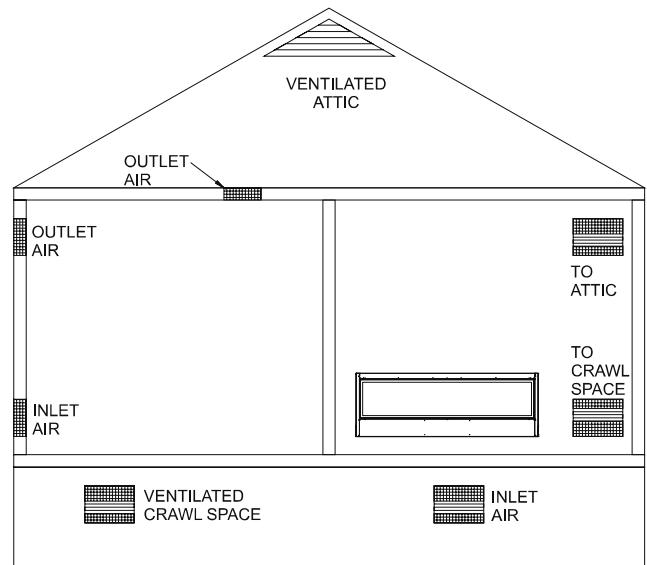 VENTILATED
ATTIC
OUTLET
AIR
OUTLET
AIR
TO
ATTIC
TO
CRAWL
SPACE
INLET
AIR
VENTILATED
CRAWL SPACE
INLET
AIR